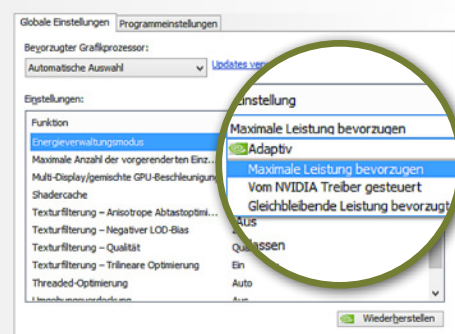 Globale Einstellungen Programmeinstellungen
Bevorzugter Grafikprozessor:
Automatische Auswahl
Updates
Einstellungen:
Einstellung
Funktion
Maximale Leistung bevorzugen
Energieverwaltungsmodus
Adaptiv
Maximale Anzahl der vorgerenderten Einz...
Maximale Leistung bevorzugen
Multi-Display/gemischte GPU-Beschleunigung
Vom NVIDIA Treiber gesteuert
Shadercache
Gleichbleibende Leistung bevorzugt
Texturfilterung – Anisotrope Abtastoptimi...
Aus
Texturfilterung – Negativer LOD-Bias
Texturfilterung – Qualität
Texturfilterung – Trilineare Optimierung Ein
Threaded-Optimierung Auto
Umgebungsverdeckung Aus
Wiederherstellen